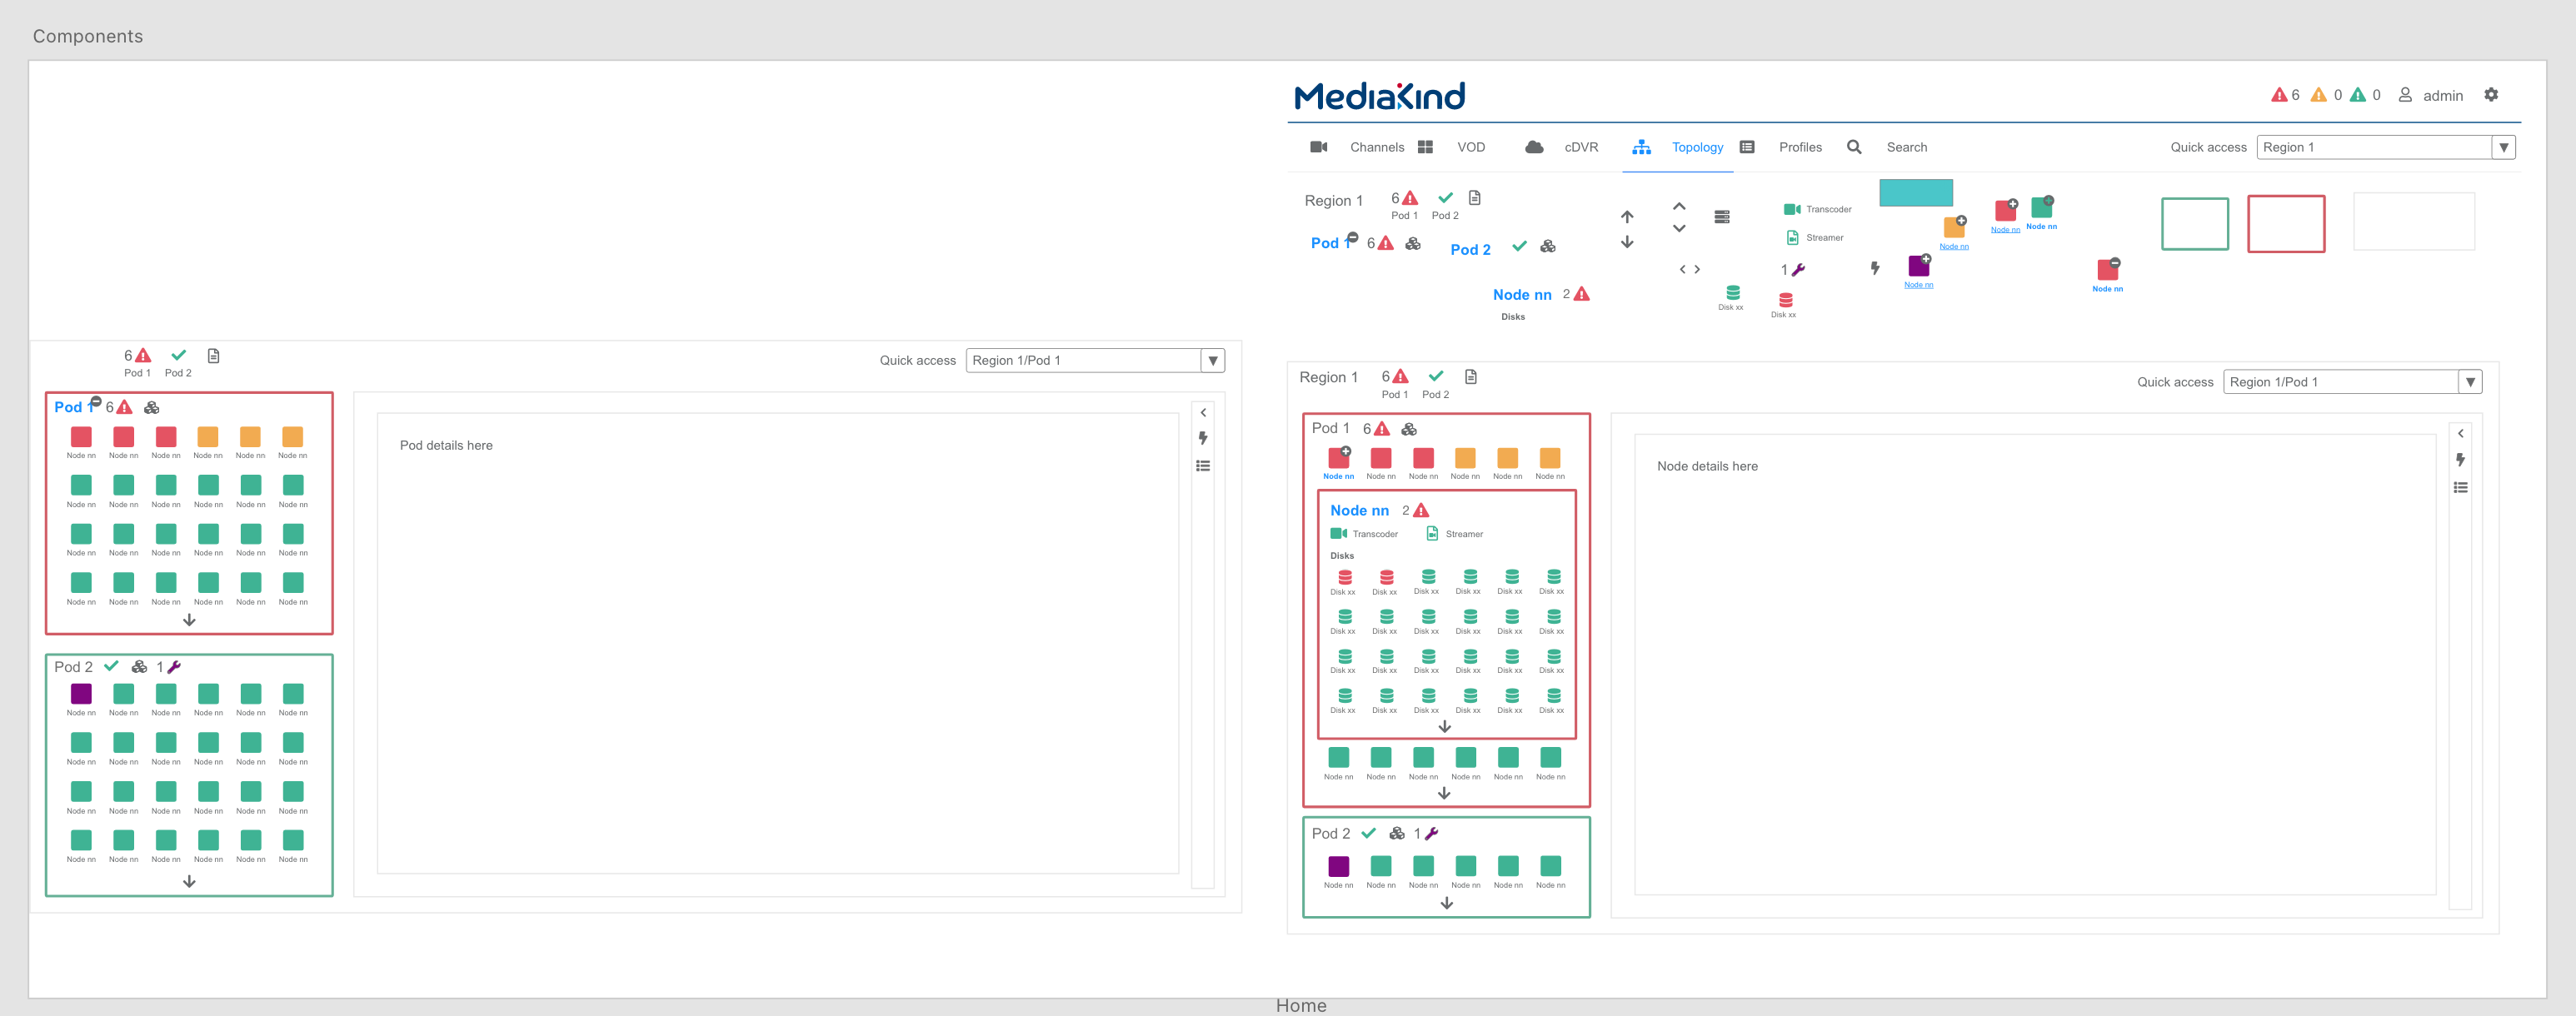 Components
MediaKind
6 0 0 admin
Channels VOD cDVR Topology Profiles Search Quick access Region 1
Region 1 6
Pod 1 Pod 2
Transcoder
Streamer
Pod 1 6 Pod 2
Node nn
Node nn Node nn
Node nn
Node nn
1
Node nn 2
Disks
Disk xx
Disk xx
Node nn
6
Pod 1 Pod 2
Quick access Region 1/Pod 1
Pod 1 6
Node nn Node nn Node nn Node nn Node nn Node nn
Node nn Node nn Node nn Node nn Node nn Node nn
Node nn Node nn Node nn Node nn Node nn Node nn
Node nn Node nn Node nn Node nn Node nn Node nn
Pod 2 1
Node nn Node nn Node nn Node nn Node nn Node nn
Node nn Node nn Node nn Node nn Node nn Node nn
Node nn Node nn Node nn Node nn Node nn Node nn
Node nn Node nn Node nn Node nn Node nn Node nn
Pod details here
Region 1 6
Pod 1 Pod 2
Quick access Region 1/Pod 1
Pod 1 6
Node nn Node nn Node nn Node nn Node nn Node nn
Node nn 2
Transcoder Streamer
Disks
Disk xx Disk xx Disk xx Disk xx Disk xx Disk xx
Disk xx Disk xx Disk xx Disk xx Disk xx Disk xx
Disk xx Disk xx Disk xx Disk xx Disk xx Disk xx
Disk xx Disk xx Disk xx Disk xx Disk xx Disk xx
Node nn Node nn Node nn Node nn Node nn Node nn
Pod 2 1
Node nn Node nn Node nn Node nn Node nn Node nn
Node details here
Home